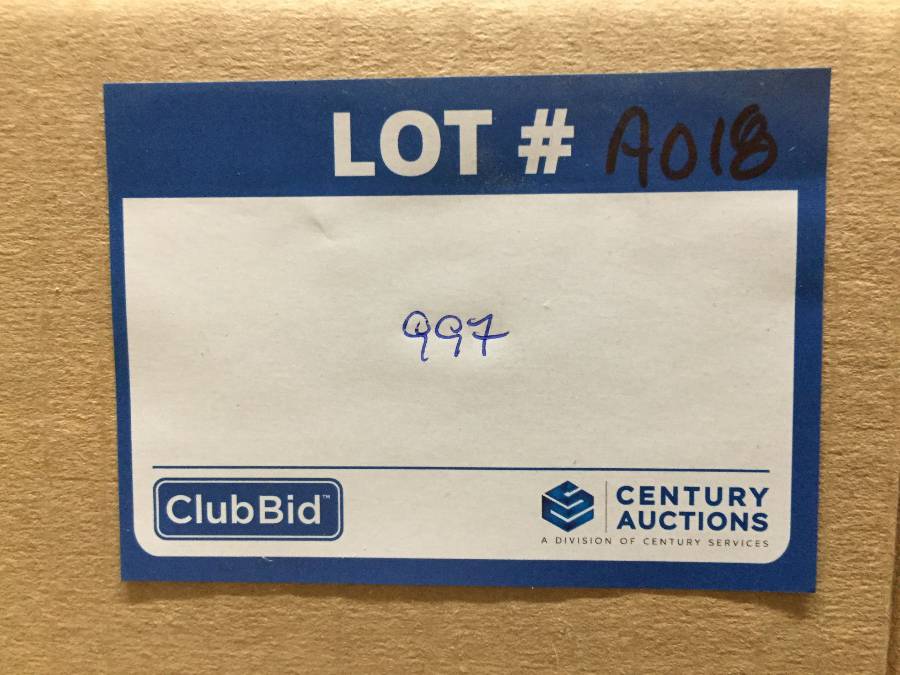 LOT # A018
997
ClubBid™
CENTURY
AUCTIONS
A DIVISION OF CENTURY SERVICES